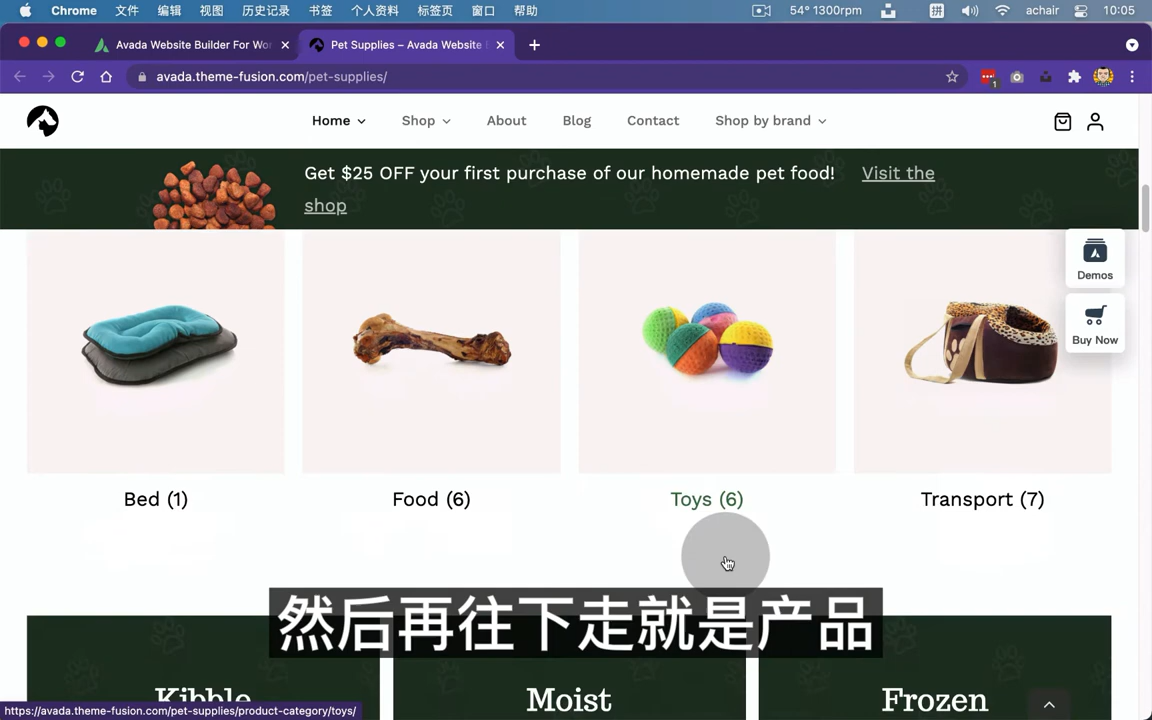 Chrome 文件 编辑 视图 历史记录 书签 个人资料 标签页 窗口 帮助 54° 1300rpm 拼 achair 10:05
Avada Website Builder For Wor Pet Supplies – Avada Website
avada.theme-fusion.com/pet-supplies/ 1
Home Shop About Blog Contact Shop by brand
Get $25 OFF your first purchase of our homemade pet food! Visit the
shop
Demos
Buy Now
Bed (1) Food (6) Toys (6) Transport (7)
然后再往下走就是产品
Kibble Moist Frozen
https://avada.theme-fusion.com/pet-supplies/product-category/toys/